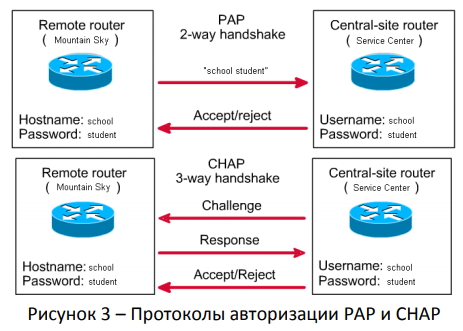 Remote router
( Mountain Sky )
Hostname: school
Password: student
PAP
2-way handshake
"school student"
Accept/reject
Central-site router
( Service Center )
Username: school
Password: student
Remote router
( Mountain Sky )
Hostname: school
Password: student
CHAP
3-way handshake
Challenge
Response
Accept/Reject
Central-site router
( Service Center )
Username: school
Password: student
Рисунок 3 – Протоколы авторизации PAP и CHAP